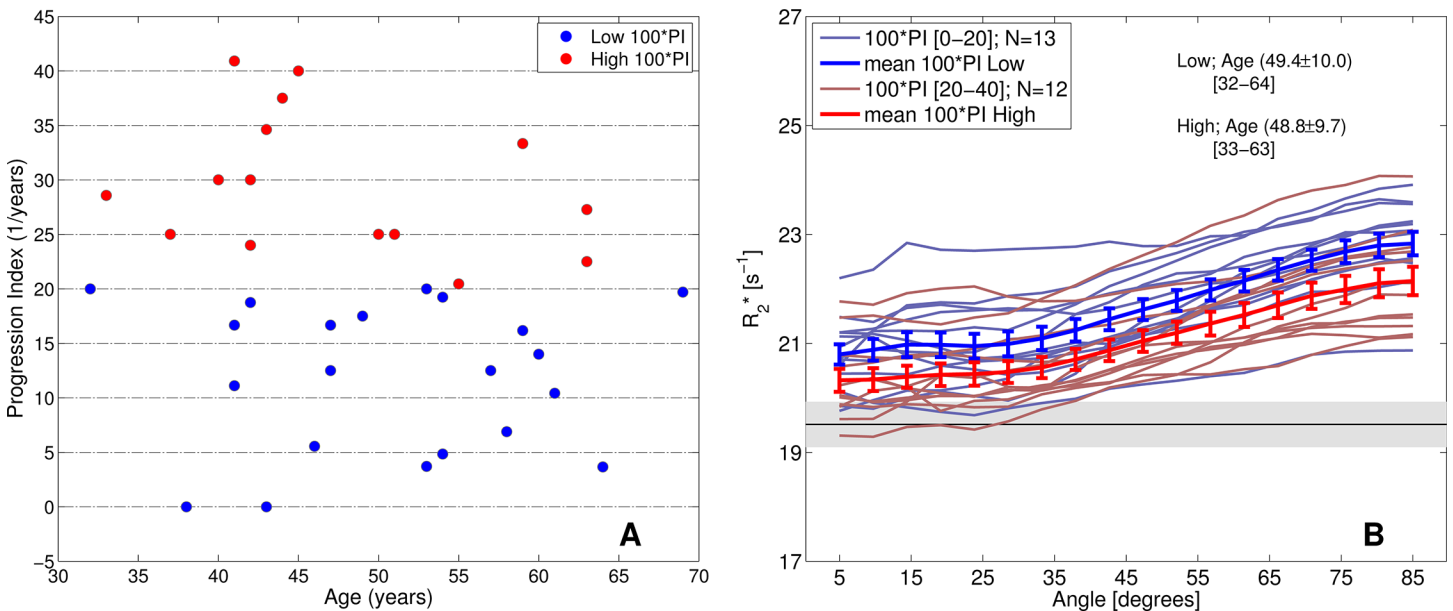 45
40
35
30
25
20
15
10
5
0
−5
30 35 40 45 50 55 60 65 70
Progression Index (1/years)
Age (years)
Low 100*PI
High 100*PI
A
27
25
23
21
19
17
5 15 25 35 45 55 65 75 85
R2* [s−1]
Angle [degrees]
100*PI [0−20]; N=13
mean 100*PI Low
100*PI [20−40]; N=12
mean 100*PI High
Low; Age (49.4±10.0)
[32−64]
High; Age (48.8±9.7)
[33−63]
B